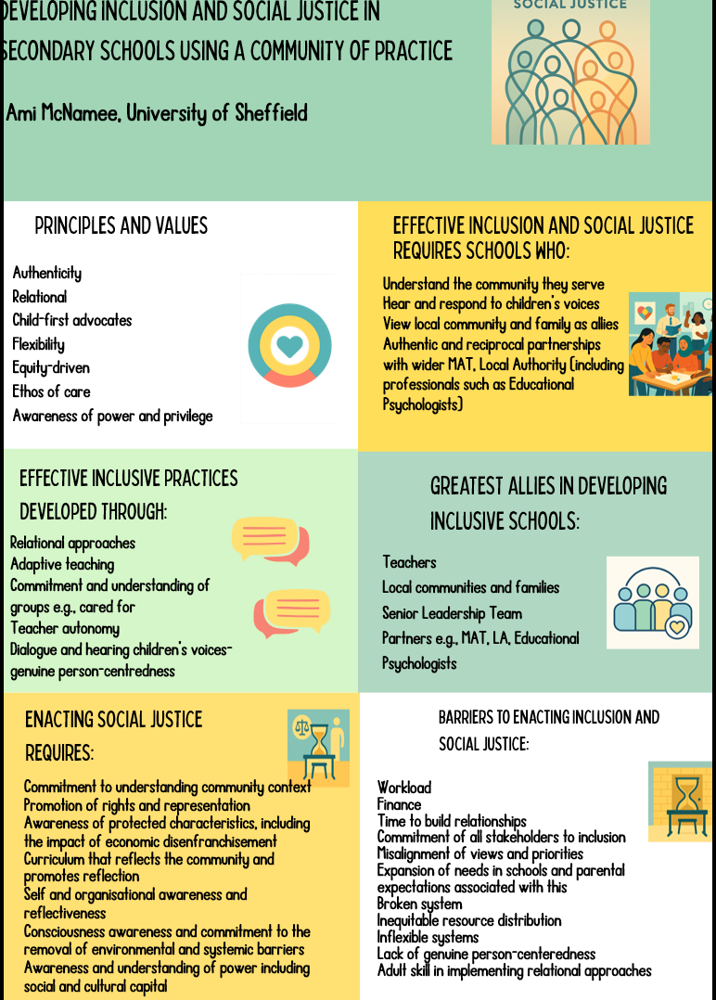 DEVELOPING INCLUSION AND SOCIAL JUSTICE IN
SECONDARY SCHOOLS USING A COMMUNITY OF PRACTICE
Ami McNamee, University of Sheffield
SOCIAL JUSTICE
PRINCIPLES AND VALUES
Authenticity
Relational
Child-first advocates
Flexibility
Equity-driven
Ethos of care
Awareness of power and privilege
EFFECTIVE INCLUSION AND SOCIAL JUSTICE
REQUIRES SCHOOLS WHO:
Understand the community they serve
Hear and respond to children's voices
View local community and family as allies
Authentic and reciprocal partnerships
with wider MAT, Local Authority (including
professionals such as Educational
Psychologists)
EFFECTIVE INCLUSIVE PRACTICES
DEVELOPED THROUGH:
Relational approaches
Adaptive teaching
Commitment and understanding of
groups e.g., cared for
Teacher autonomy
Dialogue and hearing children's voices-
genuine person-centredness
GREATEST ALLIES IN DEVELOPING
INCLUSIVE SCHOOLS:
Teachers
Local communities and families
Senior Leadership Team
Partners e.g., MAT, LA, Educational
Psychologists
ENACTING SOCIAL JUSTICE
REQUIRES:
Commitment to understanding community context
Promotion of rights and representation
Awareness of protected characteristics, including
the impact of economic disenfranchisement
Curriculum that reflects the community and
promotes reflection
Self and organisational awareness and
reflectiveness
Consciousness awareness and commitment to the
removal of environmental and systemic barriers
Awareness and understanding of power including
social and cultural capital
BARRIERS TO ENACTING INCLUSION AND
SOCIAL JUSTICE:
Workload
Finance
Time to build relationships
Commitment of all stakeholders to inclusion
Misalignment of views and priorities
Expansion of needs in schools and parental
expectations associated with this
Broken system
Inequitable resource distribution
Inflexible systems
Lack of genuine person-centeredness
Adult skill in implementing relational approaches